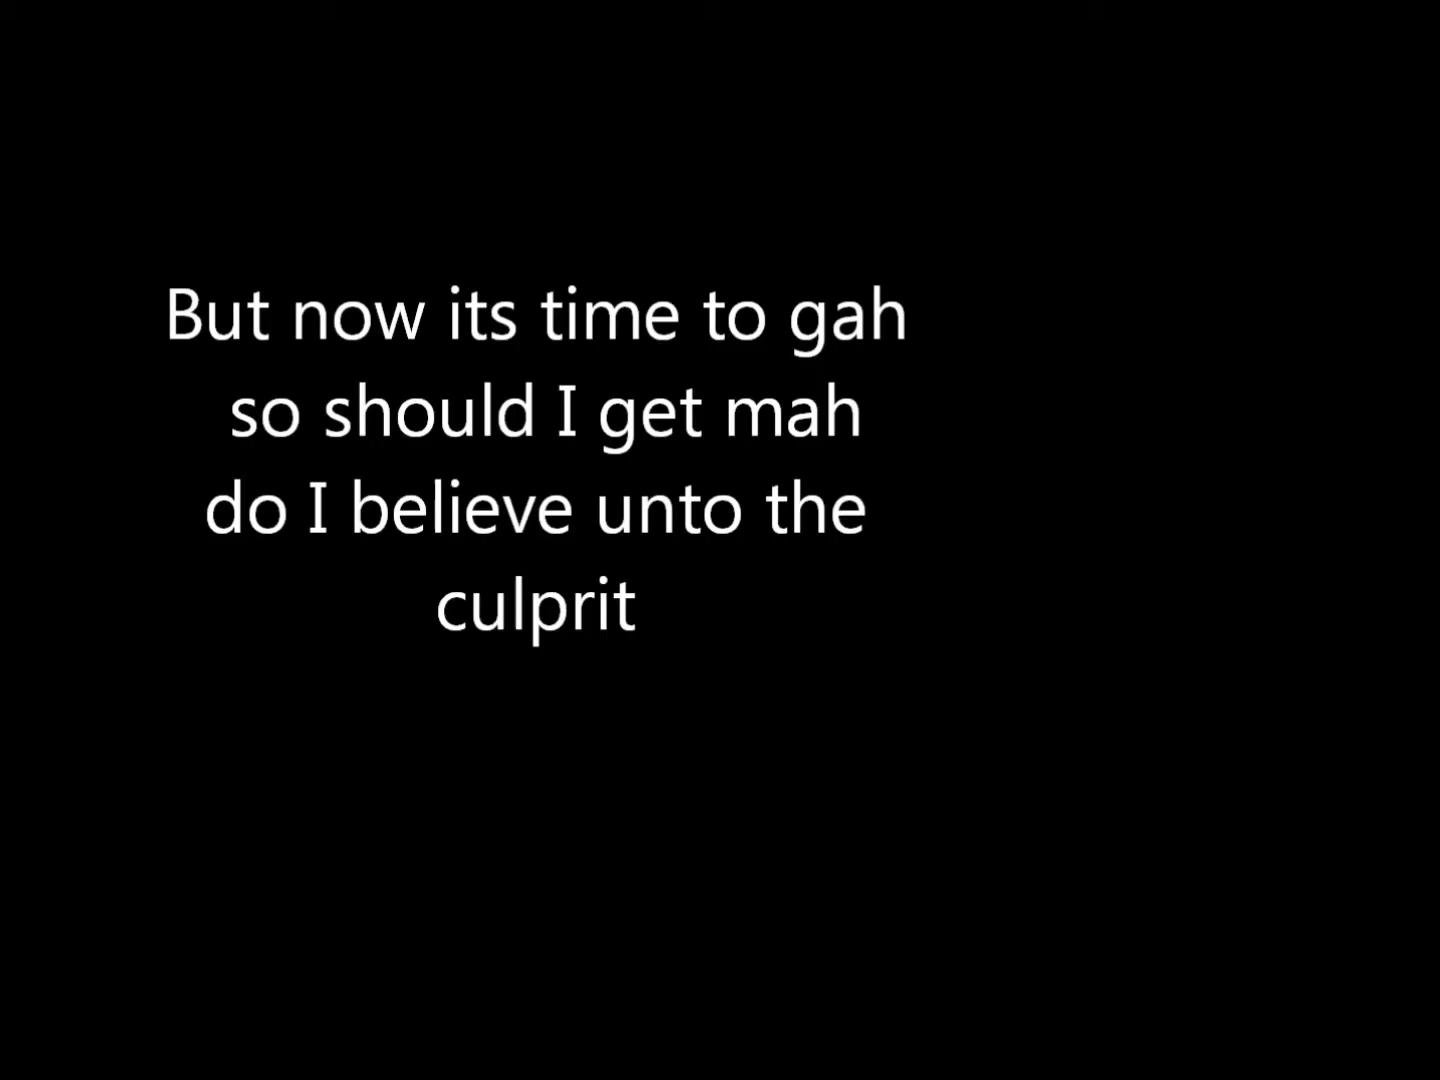 But now its time to gah
so should I get mah
do I believe unto the
culprit